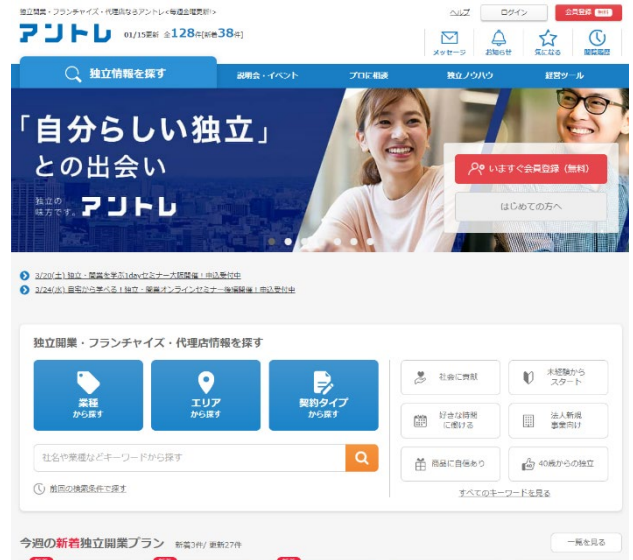 独立開業・フランチャイズ・代理店ならアントレ<毎週金曜更新!>
ヘルプ
ログイン
会員登録 無料
アントレ 01/15更新 全128件[新着38件]
メッセージ
お知らせ
気になる
閲覧履歴
独立情報を探す
説明会・イベント
プロに相談
独立ノウハウ
経営ツール
「自分らしい独立」
との出会い
独立の
味方です。アントレ
いますぐ会員登録（無料）
はじめての方へ
3/20(土) 独立・開業を学ぶ1dayセミナー大阪開催！申込受付中
3/24(水) 自宅から学べる！独立・開業オンラインセミナー後編開催！申込受付中
独立開業・フランチャイズ・代理店情報を探す
業種
から探す
エリア
から探す
契約タイプ
から探す
社名や業種などキーワードから探す
前回の検索条件で探す
社会に貢献
未経験から
スタート
好きな時間
に働ける
法人新規
事業向け
商品に自信あり
40歳からの独立
すべてのキーワードを見る
今週の新着独立開業プラン 新着3件/ 更新27件
一覧を見る